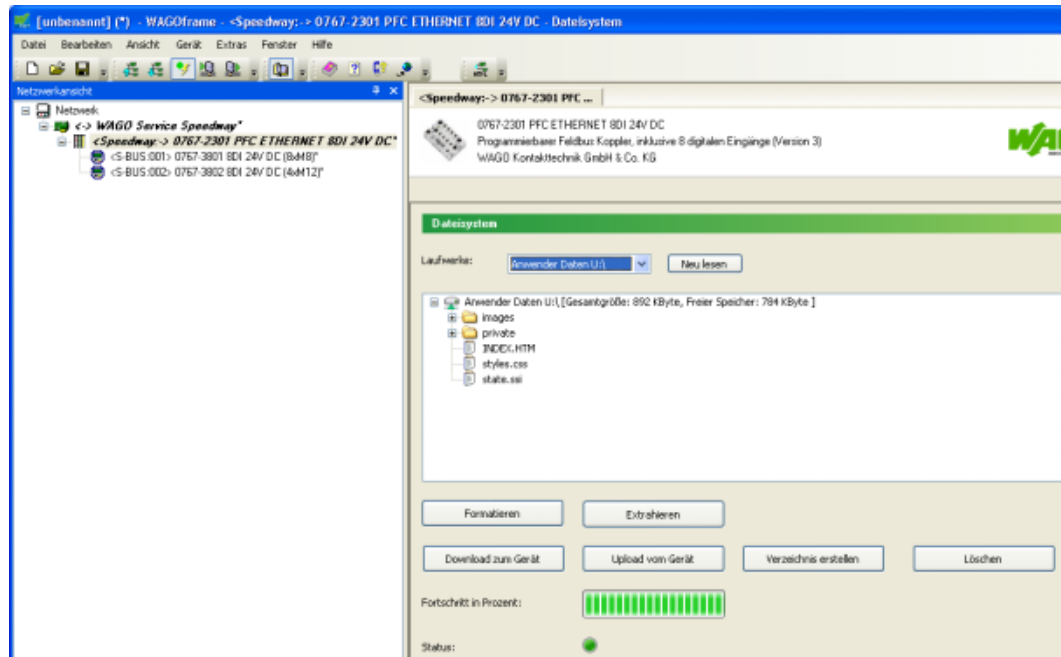 [unbenannt] (*) - WAGOframe - <Speedway:-> 0767-2301 PFC ETHERNET 8DI 24V DC - Dateisystem
Datei Bearbeiten Ansicht Gerät Extras Fenster Hilfe
Netzwerkansicht
Netzwerk
<-> WAGO Service Speedway*
<Speedway:-> 0767-2301 PFC ETHERNET 8DI 24V DC*
<S-BUS:001> 0767-3801 8DI 24V DC (8xM8)*
<S-BUS:002> 0767-3802 8DI 24V DC (4xM12)*
<Speedway:-> 0767-2301 PFC ...
0767-2301 PFC ETHERNET 8DI 24V DC
Programmierbarer Feldbus Koppler, inklusive 8 digitalen Eingänge (Version 3)
WAGO Kontakttechnik GmbH & Co. KG
Dateisystem
Laufwerke: Anwender Daten U:\ Neu lesen
Anwender Daten U:\ [Gesamtgröße: 892 KByte, Freier Speicher: 784 KByte ]
images
private
INDEX.HTM
styles.css
state.ssi
Formatieren Extrahieren
Download zum Gerät Upload vom Gerät Verzeichnis erstellen Löschen
Fortschritt in Prozent:
Status: